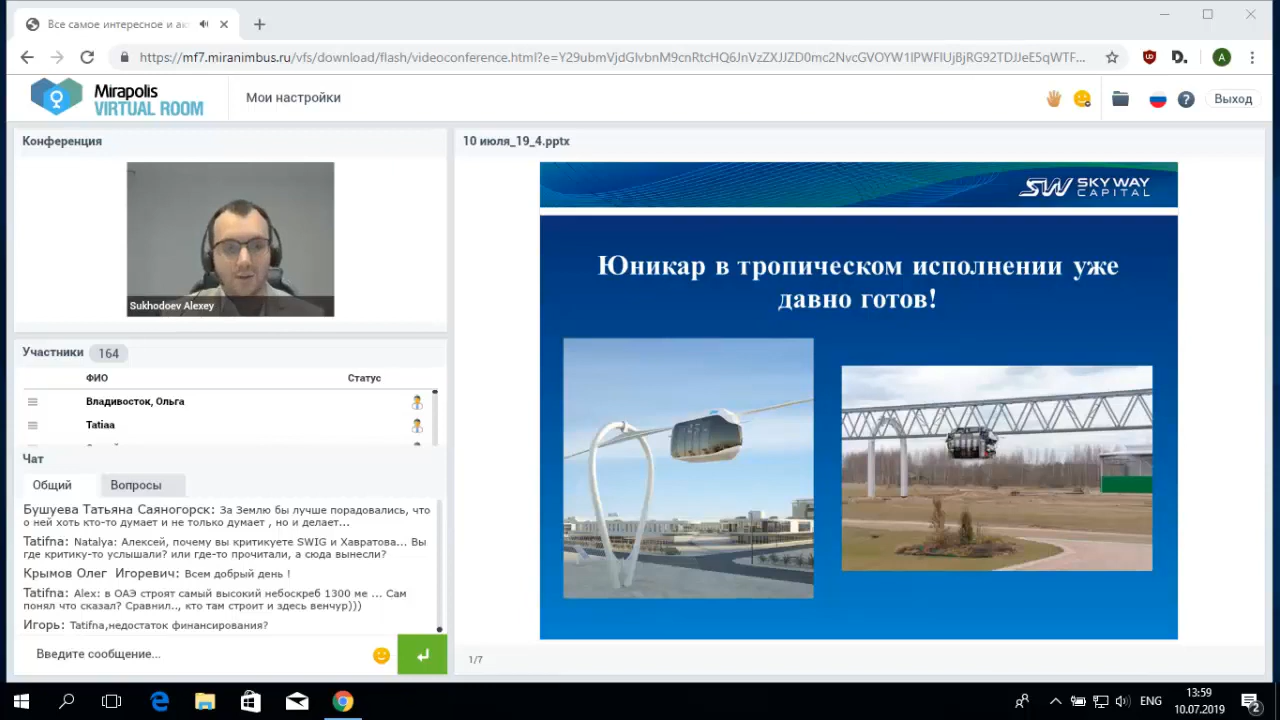 Все самое интересное и ак
https://mf7.miranimbus.ru/vfs/download/flash/videoconference.html?e=
A
Mirapolis
VIRTUAL ROOM
Мои настройки
Выход
Конференция
10 июля_19_4.pptx
Sukhodoev Alexey
SW SKY WAY
CAPITAL
Юникар в тропическом исполнении уже
давно готов!
Участники 164
ФИО Статус
Владивосток, Ольга
Tatiaa
Чат
Общий Вопросы
Бушуева Татьяна Саяногорск: За Землю бы лучше порадовались, что
о ней хоть кто-то думает и не только думает , но и делает...
Tatifna: Natalya: Алексей, почему вы критикуете SWIG и Хавратова... Вы
где критику-то услышали? или где-то прочитали, а сюда вынесли?
Крымов Олег Игоревич: Всем добрый день !
Tatifna: Alex: в ОАЭ строят самый высокий небоскреб 1300 ме ... Сам
понял что сказал? Сравнил.., кто там строит и здесь венчур)))
Игорь: Tatifna,недостаток финансирования?
Введите сообщение...
1/7
ENG
13:59
10.07.2019
2